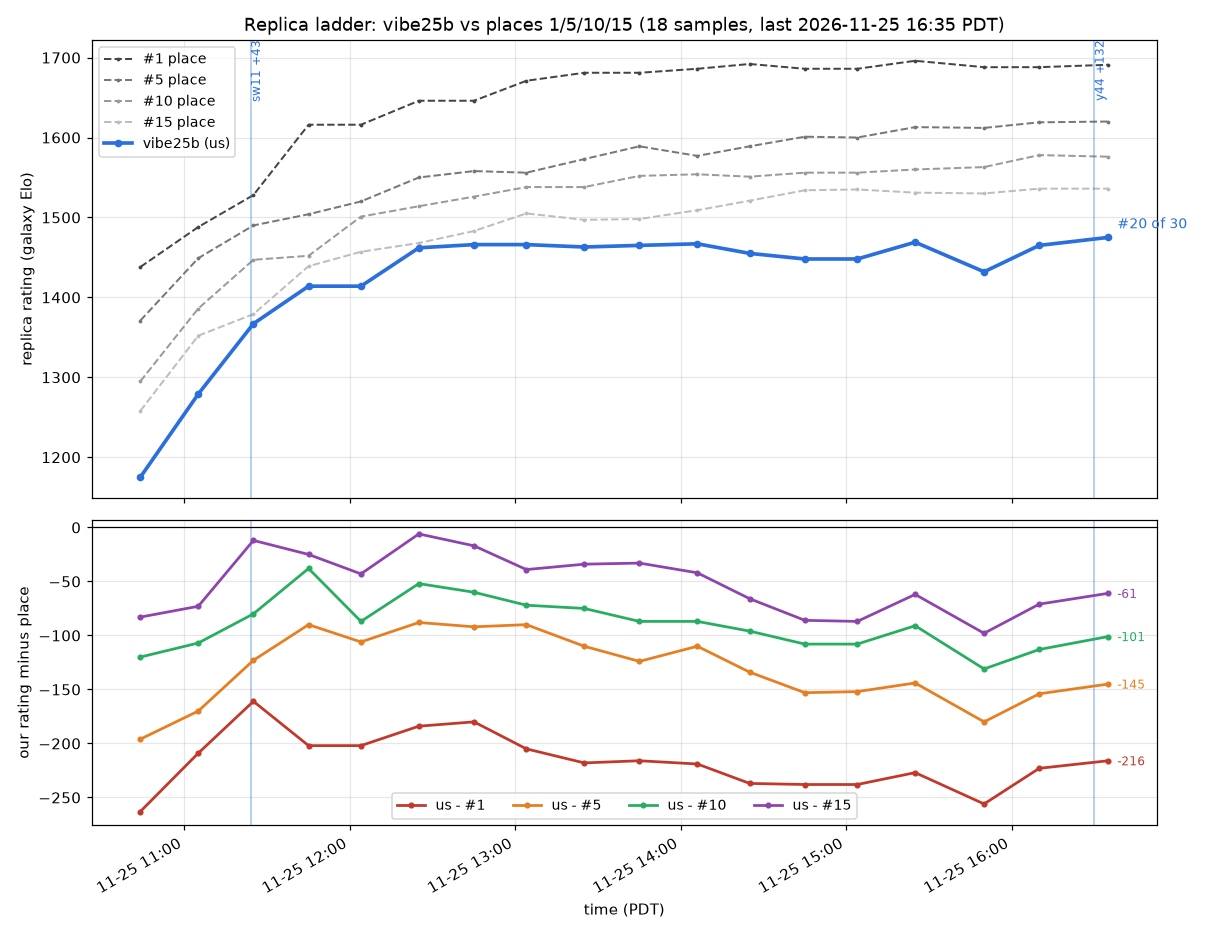 Replica ladder: vibe25b vs places 1/5/10/15 (18 samples, last 2026-11-25 16:35 PDT)
#1 place
#5 place
#10 place
#15 place
vibe25b (us)
sw11 +43
y44 +132
#20 of 30
replica rating (galaxy Elo)
1700
1600
1500
1400
1300
1200
our rating minus place
0
−50
−100
−150
−200
−250
-61
-101
-145
-216
us - #1
us - #5
us - #10
us - #15
11-25 11:00
11-25 12:00
11-25 13:00
11-25 14:00
11-25 15:00
11-25 16:00
time (PDT)